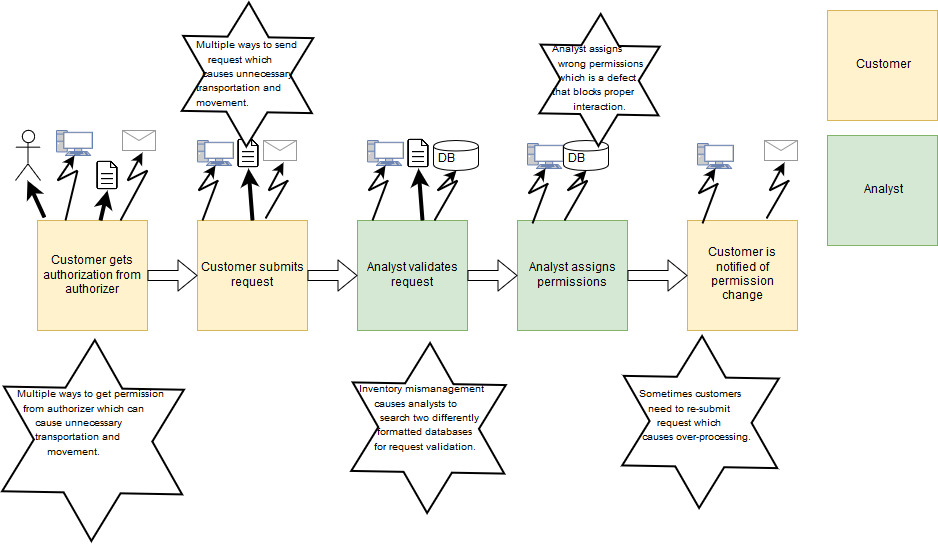 Multiple ways to send
request which
causes unnecessary
transportation and
movement.
Analyst assigns
wrong permissions
which is a defect
that blocks proper
interaction.
Customer
Analyst
DB
DB
Customer gets
authorization from
authorizer
Customer submits
request
Analyst validates
request
Analyst assigns
permissions
Customer is
notified of
permission
change
Multiple ways to get permission
from authorizer which can
cause unnecessary
transportation and
movement.
Inventory mismanagement
causes analysts to
search two differently
formatted databases
for request validation.
Sometimes customers
need to re-submit
request which
causes over-processing.